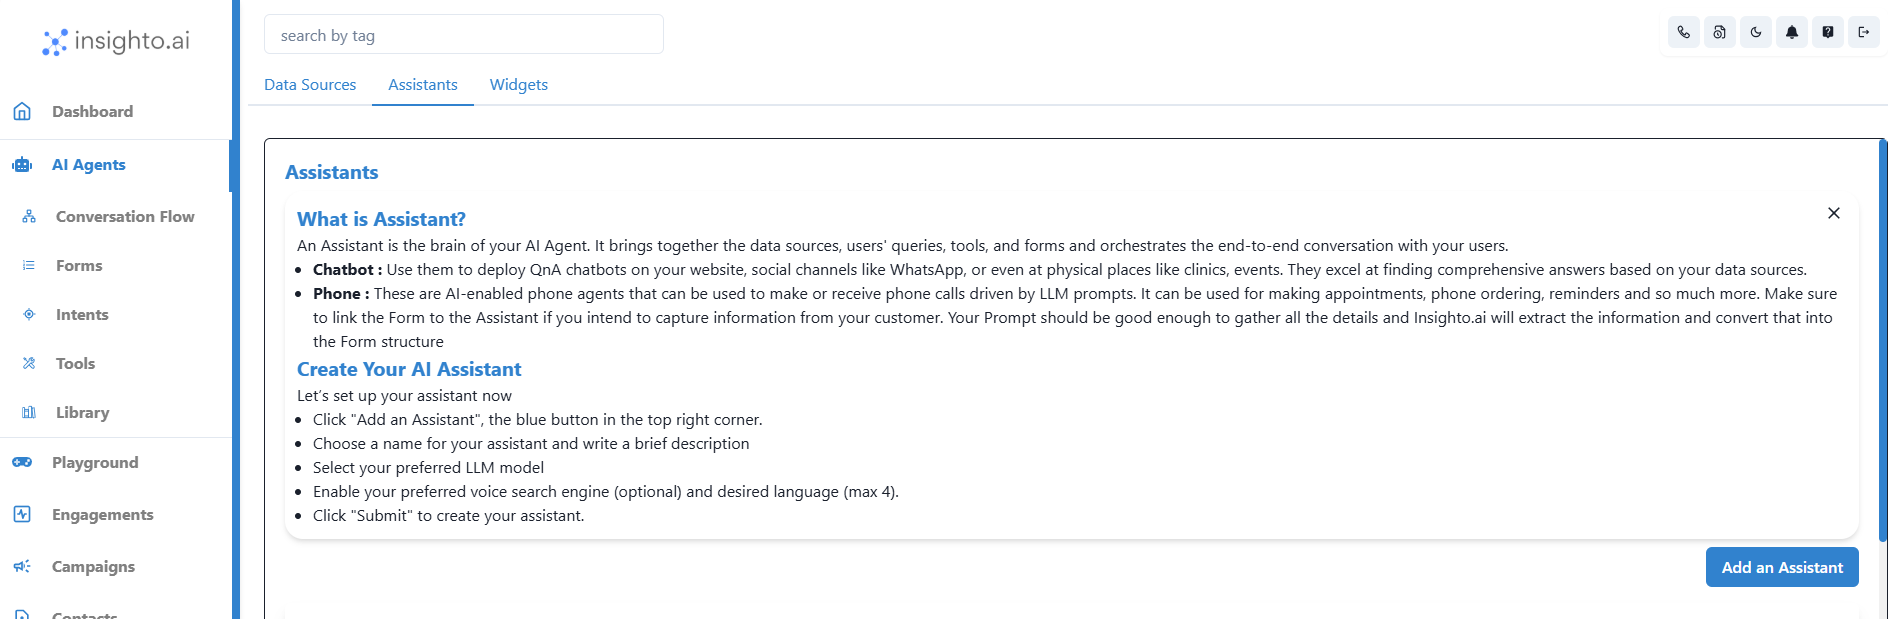 insighto.ai
search by tag
Data Sources Assistants Widgets
Dashboard
AI Agents
Conversation Flow
Forms
Intents
Tools
Library
Playground
Engagements
Campaigns
Contacts
Assistants
What is Assistant?
An Assistant is the brain of your AI Agent. It brings together the data sources, users' queries, tools, and forms and orchestrates the end-to-end conversation with your users.
• Chatbot : Use them to deploy QnA chatbots on your website, social channels like WhatsApp, or even at physical places like clinics, events. They excel at finding comprehensive answers based on your data sources.
• Phone : These are AI-enabled phone agents that can be used to make or receive phone calls driven by LLM prompts. It can be used for making appointments, phone ordering, reminders and so much more. Make sure
to link the Form to the Assistant if you intend to capture information from your customer. Your Prompt should be good enough to gather all the details and Insighto.ai will extract the information and convert that into
the Form structure
Create Your AI Assistant
Let’s set up your assistant now
• Click "Add an Assistant", the blue button in the top right corner.
• Choose a name for your assistant and write a brief description
• Select your preferred LLM model
• Enable your preferred voice search engine (optional) and desired language (max 4).
• Click "Submit" to create your assistant.
Add an Assistant